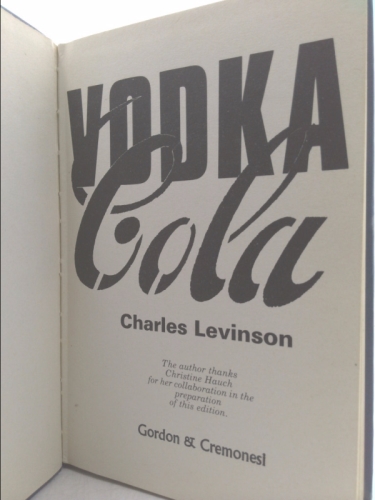 VODKA
Cola
Charles Levinson
The author thanks
Christine Hauch
for her collaboration in the
preparation
of this edition.
Gordon & Cremonesi